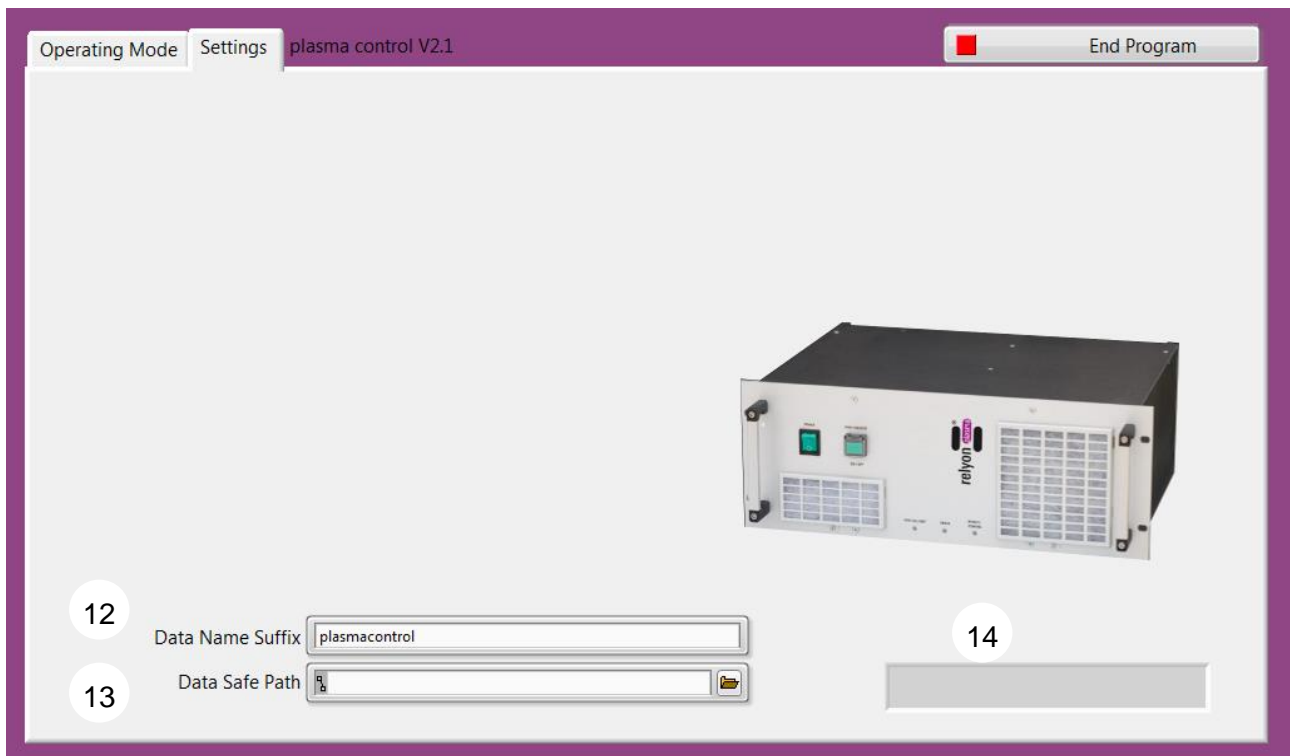 Operating Mode
Settings
plasma control V2.1
End Program
relyon
12
Data Name Suffix
plasmacontrol
14
13
Data Safe Path